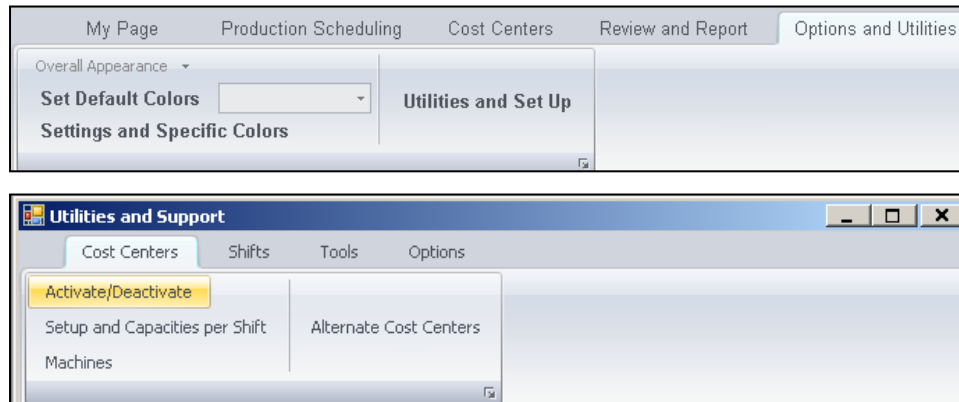 My Page Production Scheduling Cost Centers Review and Report Options and Utilities
Overall Appearance
Set Default Colors
Utilities and Set Up
Settings and Specific Colors
Utilities and Support
Cost Centers Shifts Tools Options
Activate/Deactivate
Setup and Capacities per Shift Alternate Cost Centers
Machines